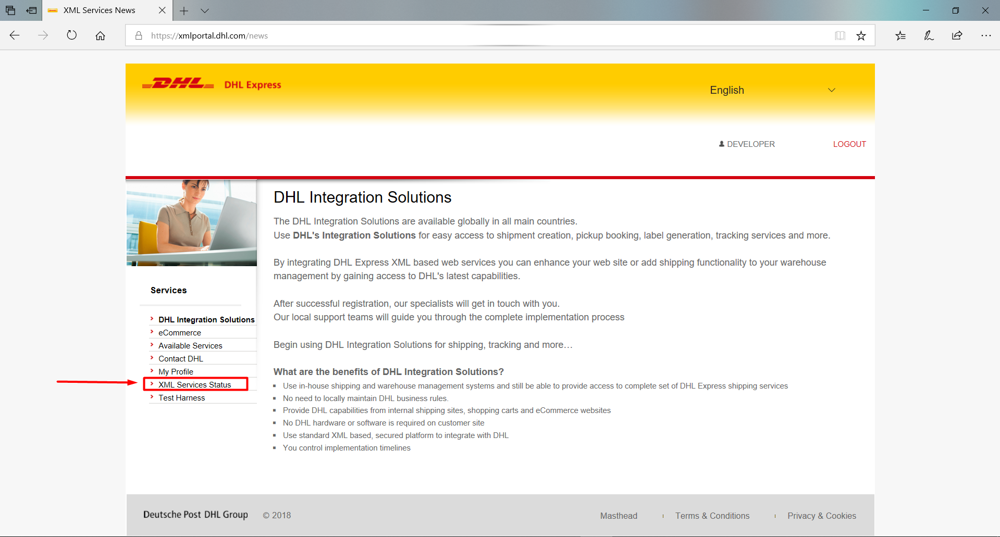 XML Services News
https://xmlportal.dhl.com/news
DHL DHL Express
English
DEVELOPER
LOGOUT
DHL Integration Solutions
The DHL Integration Solutions are available globally in all main countries.
Use DHL's Integration Solutions for easy access to shipment creation, pickup booking, label generation, tracking services and more.
By integrating DHL Express XML based web services you can enhance your web site or add shipping functionality to your warehouse
management by gaining access to DHL's latest capabilities.
After successful registration, our specialists will get in touch with you.
Our local support teams will guide you through the complete implementation process
Begin using DHL Integration Solutions for shipping, tracking and more…
What are the benefits of DHL Integration Solutions?
Use in-house shipping and warehouse management systems and still be able to provide access to complete set of DHL Express shipping services
No need to locally maintain DHL business rules.
Provide DHL capabilities from internal shipping sites, shopping carts and eCommerce websites
No DHL hardware or software is required on customer site
Use standard XML based, secured platform to integrate with DHL
You control implementation timelines
Services
DHL Integration Solutions
eCommerce
Available Services
Contact DHL
My Profile
XML Services Status
Test Harness
Deutsche Post DHL Group © 2018
Masthead
Terms & Conditions
Privacy & Cookies